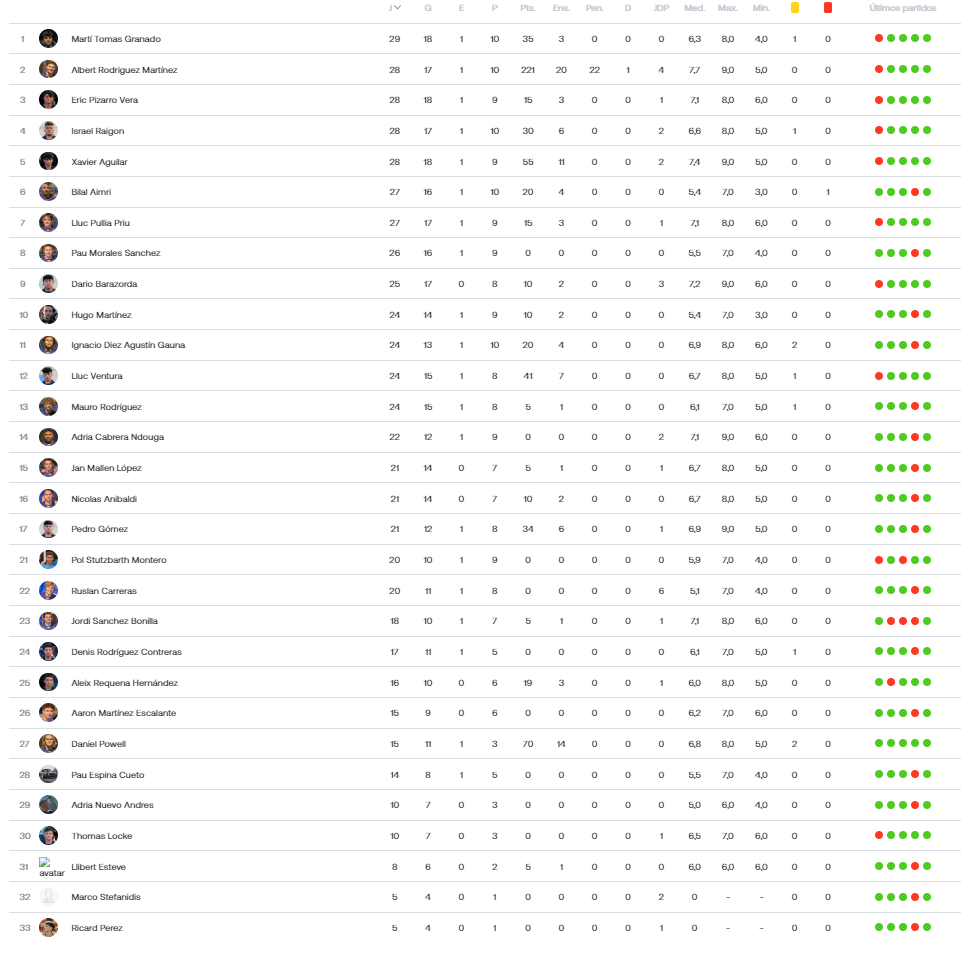 J G E P Pts. Ens. Pen. D JDP Med. Max. Min. Últimos partidos
1 Martí Tomas Granado 29 18 1 10 35 3 0 0 0 6,3 8,0 4,0 1 0
2 Albert Rodriguez Martínez 28 17 1 10 221 20 22 1 4 7,7 9,0 5,0 0 0
3 Eric Pizarro Vera 28 18 1 9 15 3 0 0 1 7,1 8,0 6,0 0 0
4 Israel Raigon 28 17 1 10 30 6 0 0 2 6,6 8,0 5,0 1 0
5 Xavier Aguilar 28 18 1 9 55 11 0 0 2 7,4 9,0 5,0 0 0
6 Bilal Aimri 27 16 1 10 20 4 0 0 0 5,4 7,0 3,0 0 1
7 Lluc Pullia Priu 27 17 1 9 15 3 0 0 1 7,1 8,0 6,0 0 0
8 Pau Morales Sanchez 26 16 1 9 0 0 0 0 0 5,5 7,0 4,0 0 0
9 Dario Barazorda 25 17 0 8 10 2 0 0 3 7,2 9,0 6,0 0 0
10 Hugo Martínez 24 14 1 9 10 2 0 0 0 5,4 7,0 3,0 0 0
11 Ignacio Diez Agustín Gauna 24 13 1 10 20 4 0 0 0 6,9 8,0 6,0 2 0
12 Lluc Ventura 24 15 1 8 41 7 0 0 0 6,7 8,0 5,0 1 0
13 Mauro Rodríguez 24 15 1 8 5 1 0 0 0 6,1 7,0 5,0 1 0
14 Adria Cabrera Ndouga 22 12 1 9 0 0 0 0 2 7,1 9,0 6,0 0 0
15 Jan Mallen López 21 14 0 7 5 1 0 0 1 6,7 8,0 5,0 0 0
16 Nicolas Anibaldi 21 14 0 7 10 2 0 0 0 6,7 8,0 5,0 0 0
17 Pedro Gómez 21 12 1 8 34 6 0 0 1 6,9 9,0 5,0 0 0
21 Pol Stutzbarth Montero 20 10 1 9 0 0 0 0 0 5,9 7,0 4,0 0 0
22 Ruslan Carreras 20 11 1 8 0 0 0 0 6 5,1 7,0 4,0 0 0
23 Jordi Sanchez Bonilla 18 10 1 7 5 1 0 0 1 7,1 8,0 6,0 0 0
24 Denis Rodríguez Contreras 17 11 1 5 0 0 0 0 0 6,1 7,0 5,0 1 0
25 Aleix Requena Hernández 16 10 0 6 19 3 0 0 1 6,0 8,0 5,0 0 0
26 Aaron Martínez Escalante 15 9 0 6 0 0 0 0 0 6,2 7,0 6,0 0 0
27 Daniel Powell 15 11 1 3 70 14 0 0 0 6,8 8,0 5,0 2 0
28 Pau Espina Cueto 14 8 1 5 0 0 0 0 0 5,5 7,0 4,0 0 0
29 Adria Nuevo Andres 10 7 0 3 0 0 0 0 0 5,0 6,0 4,0 0 0
30 Thomas Locke 10 7 0 3 0 0 0 0 1 6,5 7,0 6,0 0 0
31 avatar Llibert Esteve 8 6 0 2 5 1 0 0 0 6,0 6,0 6,0 0 0
32 Marco Stefanidis 5 4 0 1 0 0 0 0 2 0 - - 0 0
33 Ricard Perez 5 4 0 1 0 0 0 0 1 0 - - 0 0